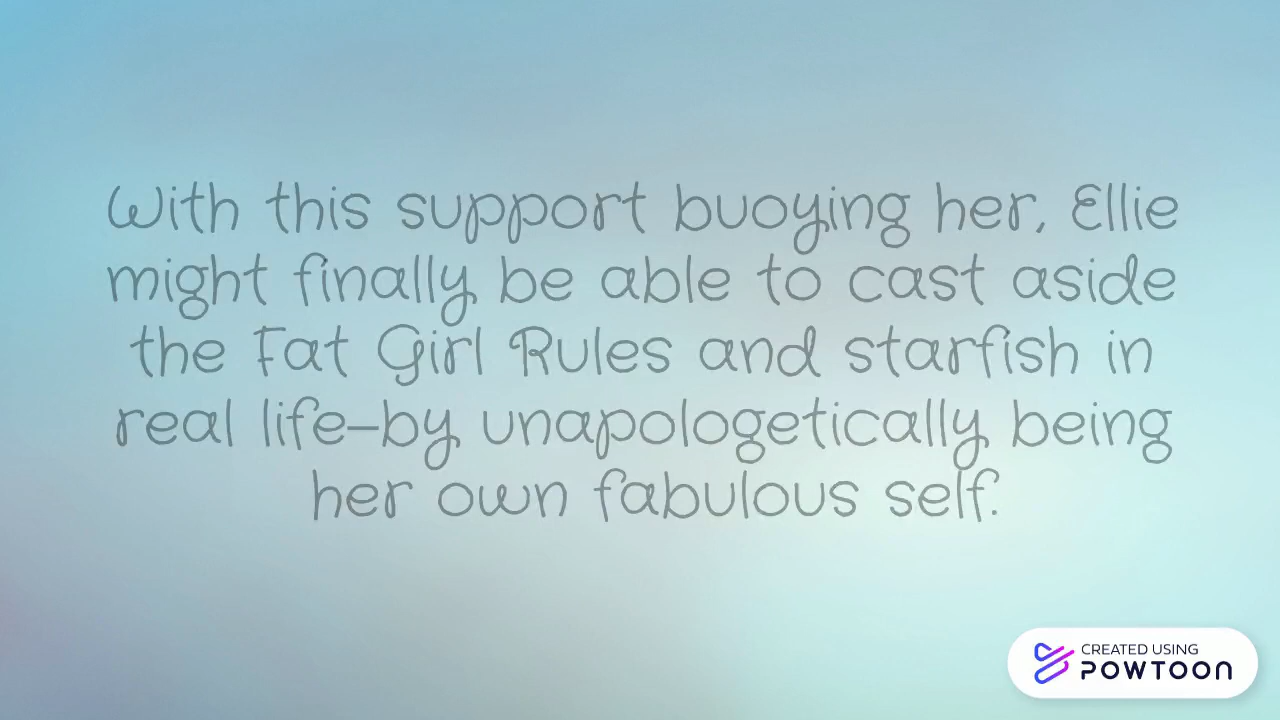 With this support buoying her, Ellie
might finally be able to cast aside
the Fat Girl Rules and starfish in
real life—by unapologetically being
her own fabulous self.
CREATED USING
POWTOON